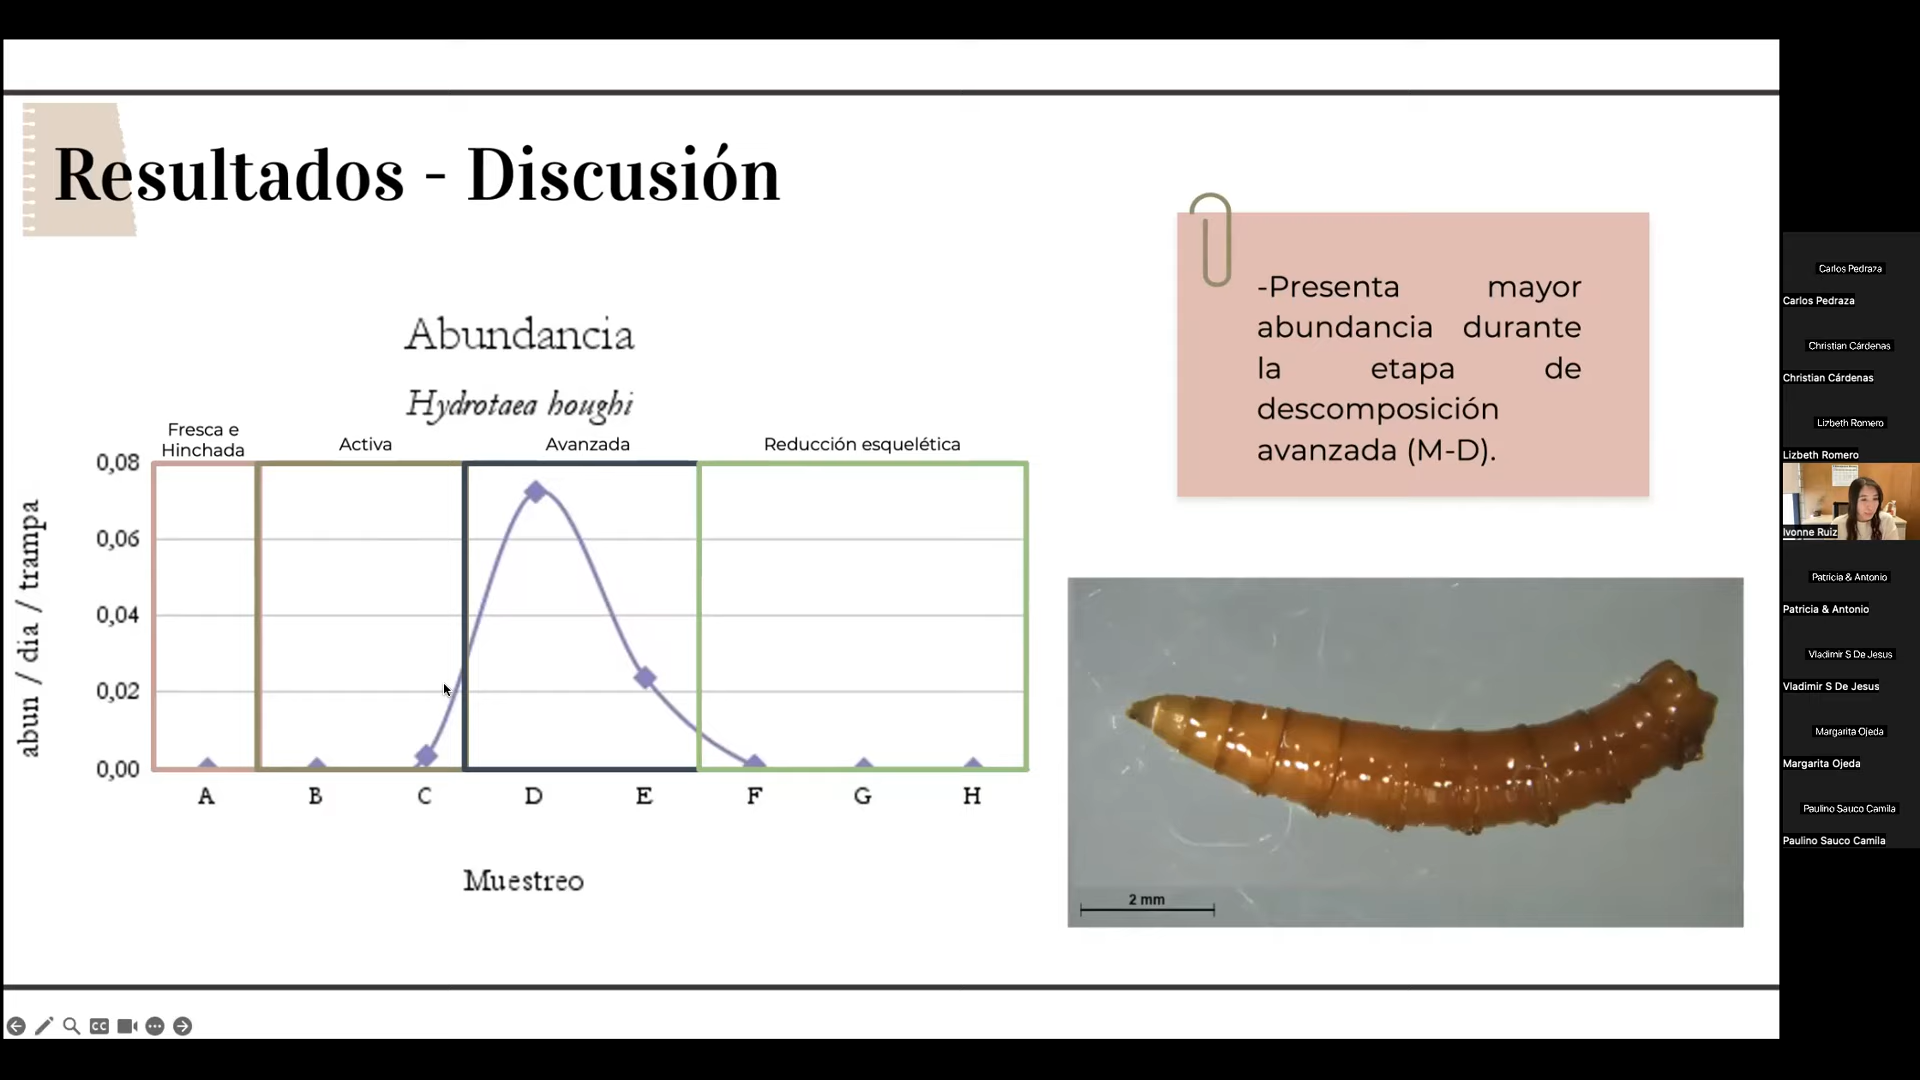 Resultados - Discusión
-Presenta mayor
abundancia durante
la etapa de
descomposición
avanzada (M-D).
Abundancia
Hydrotaea houghi
Fresca e
Hinchada
Activa
Avanzada
Reducción esquelética
abun / dia / trampa
0,08
0,06
0,04
0,02
0,00
A B C D E F G H
Muestreo
2 mm
CC
Carlos Pedraza
Carlos Pedraza
Christian Cárdenas
Christian Cárdenas
Lizbeth Romero
Lizbeth Romero
Ivonne Ruiz
Patricia & Antonio
Patricia & Antonio
Vladimir S De Jesus
Vladimir S De Jesus
Margarita Ojeda
Margarita Ojeda
Paulino Sauco Camila
Paulino Sauco Camila